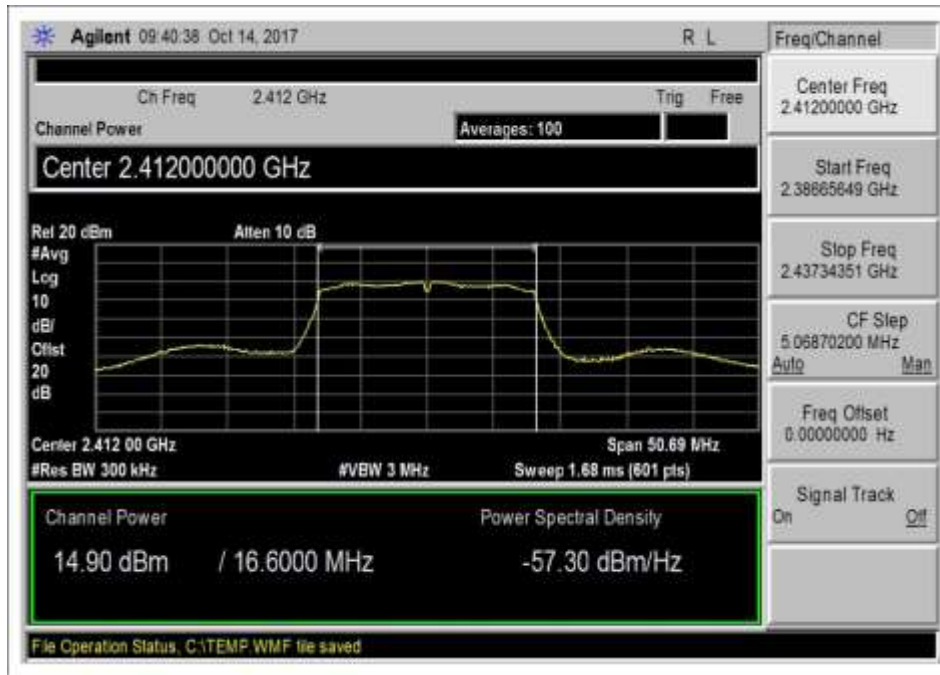 Agilent 09:40:38 Oct 14, 2017 R L
Freq/Channel
Ch Freq 2.412 GHz Trig Free
Channel Power Averages: 100
Center 2.412000000 GHz
Ref 20 dBm Atten 10 dB
#Avg
Log
10
dB/
Offst
20
dB
Center 2.412 00 GHz Span 50.69 MHz
#Res BW 300 kHz #VBW 3 MHz Sweep 1.68 ms (601 pts)
Channel Power Power Spectral Density
14.90 dBm / 16.6000 MHz -57.30 dBm/Hz
File Operation Status, C:\TEMP.WMF file saved
Center Freq
2.41200000 GHz
Start Freq
2.38665649 GHz
Stop Freq
2.43734351 GHz
CF Step
5.06870200 MHz
Auto Man
Freq Offset
0.00000000 Hz
Signal Track
On Off